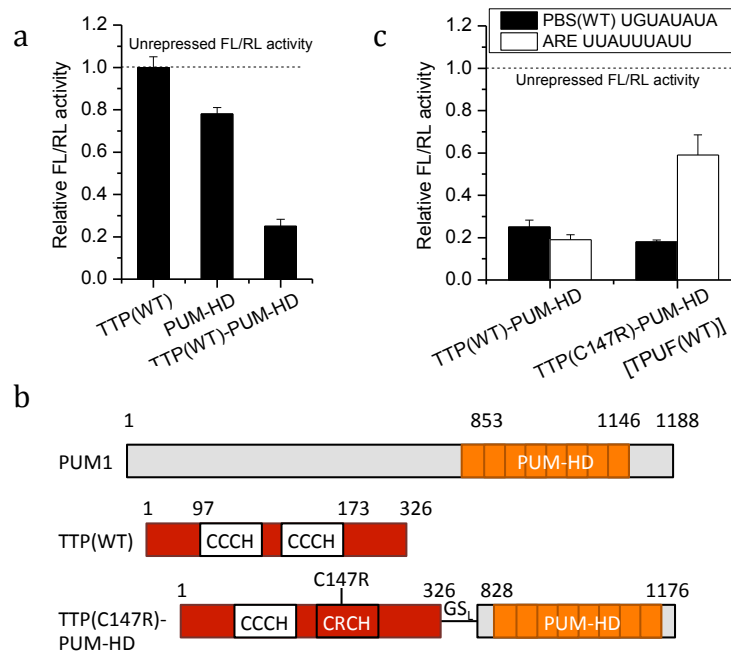 a
Unrepressed FL/RL activity
Relative FL/RL activity
1.2
1.0
0.8
0.6
0.4
0.2
0.0
TTP(WT)
PUM-HD
TTP(WT)-PUM-HD
c
PBS(WT) UGUAUAUA
ARE UUAUUUAUU
Unrepressed FL/RL activity
Relative FL/RL activity
1.2
1.0
0.8
0.6
0.4
0.2
0.0
TTP(WT)-PUM-HD
TTP(C147R)-PUM-HD
[TPUF(WT)]
b
1 853 1146 1188
PUM1 PUM-HD
1 97 173 326
TTP(WT) CCCH CCCH
C147R
1 326 828 1176
GSL
TTP(C147R)-
PUM-HD
CCCH CRCH PUM-HD